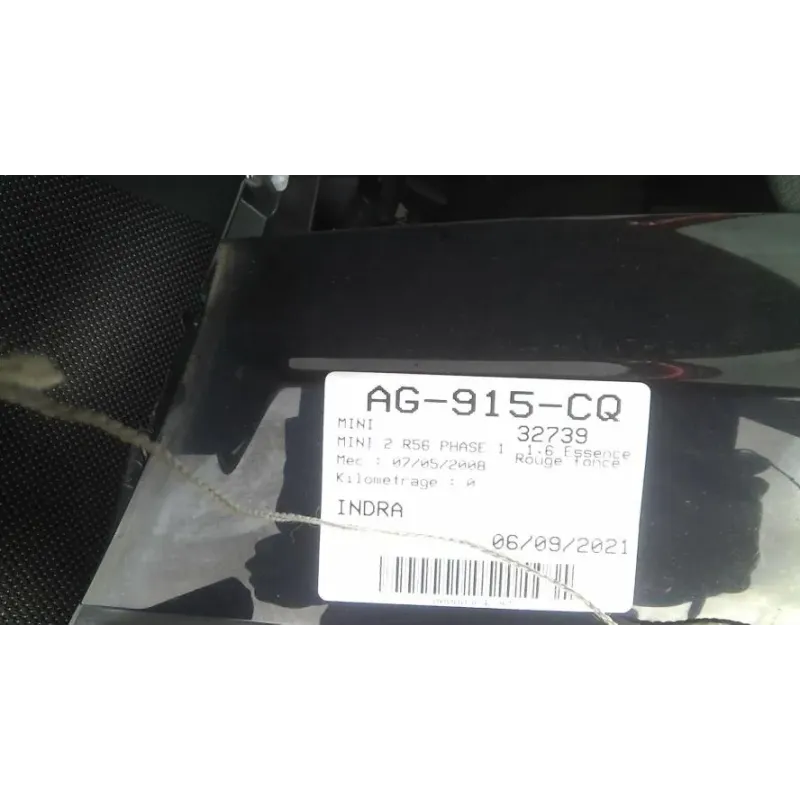 AG-915-CQ
MINI 32739
MINI 2 R56 PHASE 1 1.6 Essence
Mec : 07/05/2008 Rouge fonce
Kilometrage : 0
INDRA
06/09/2021